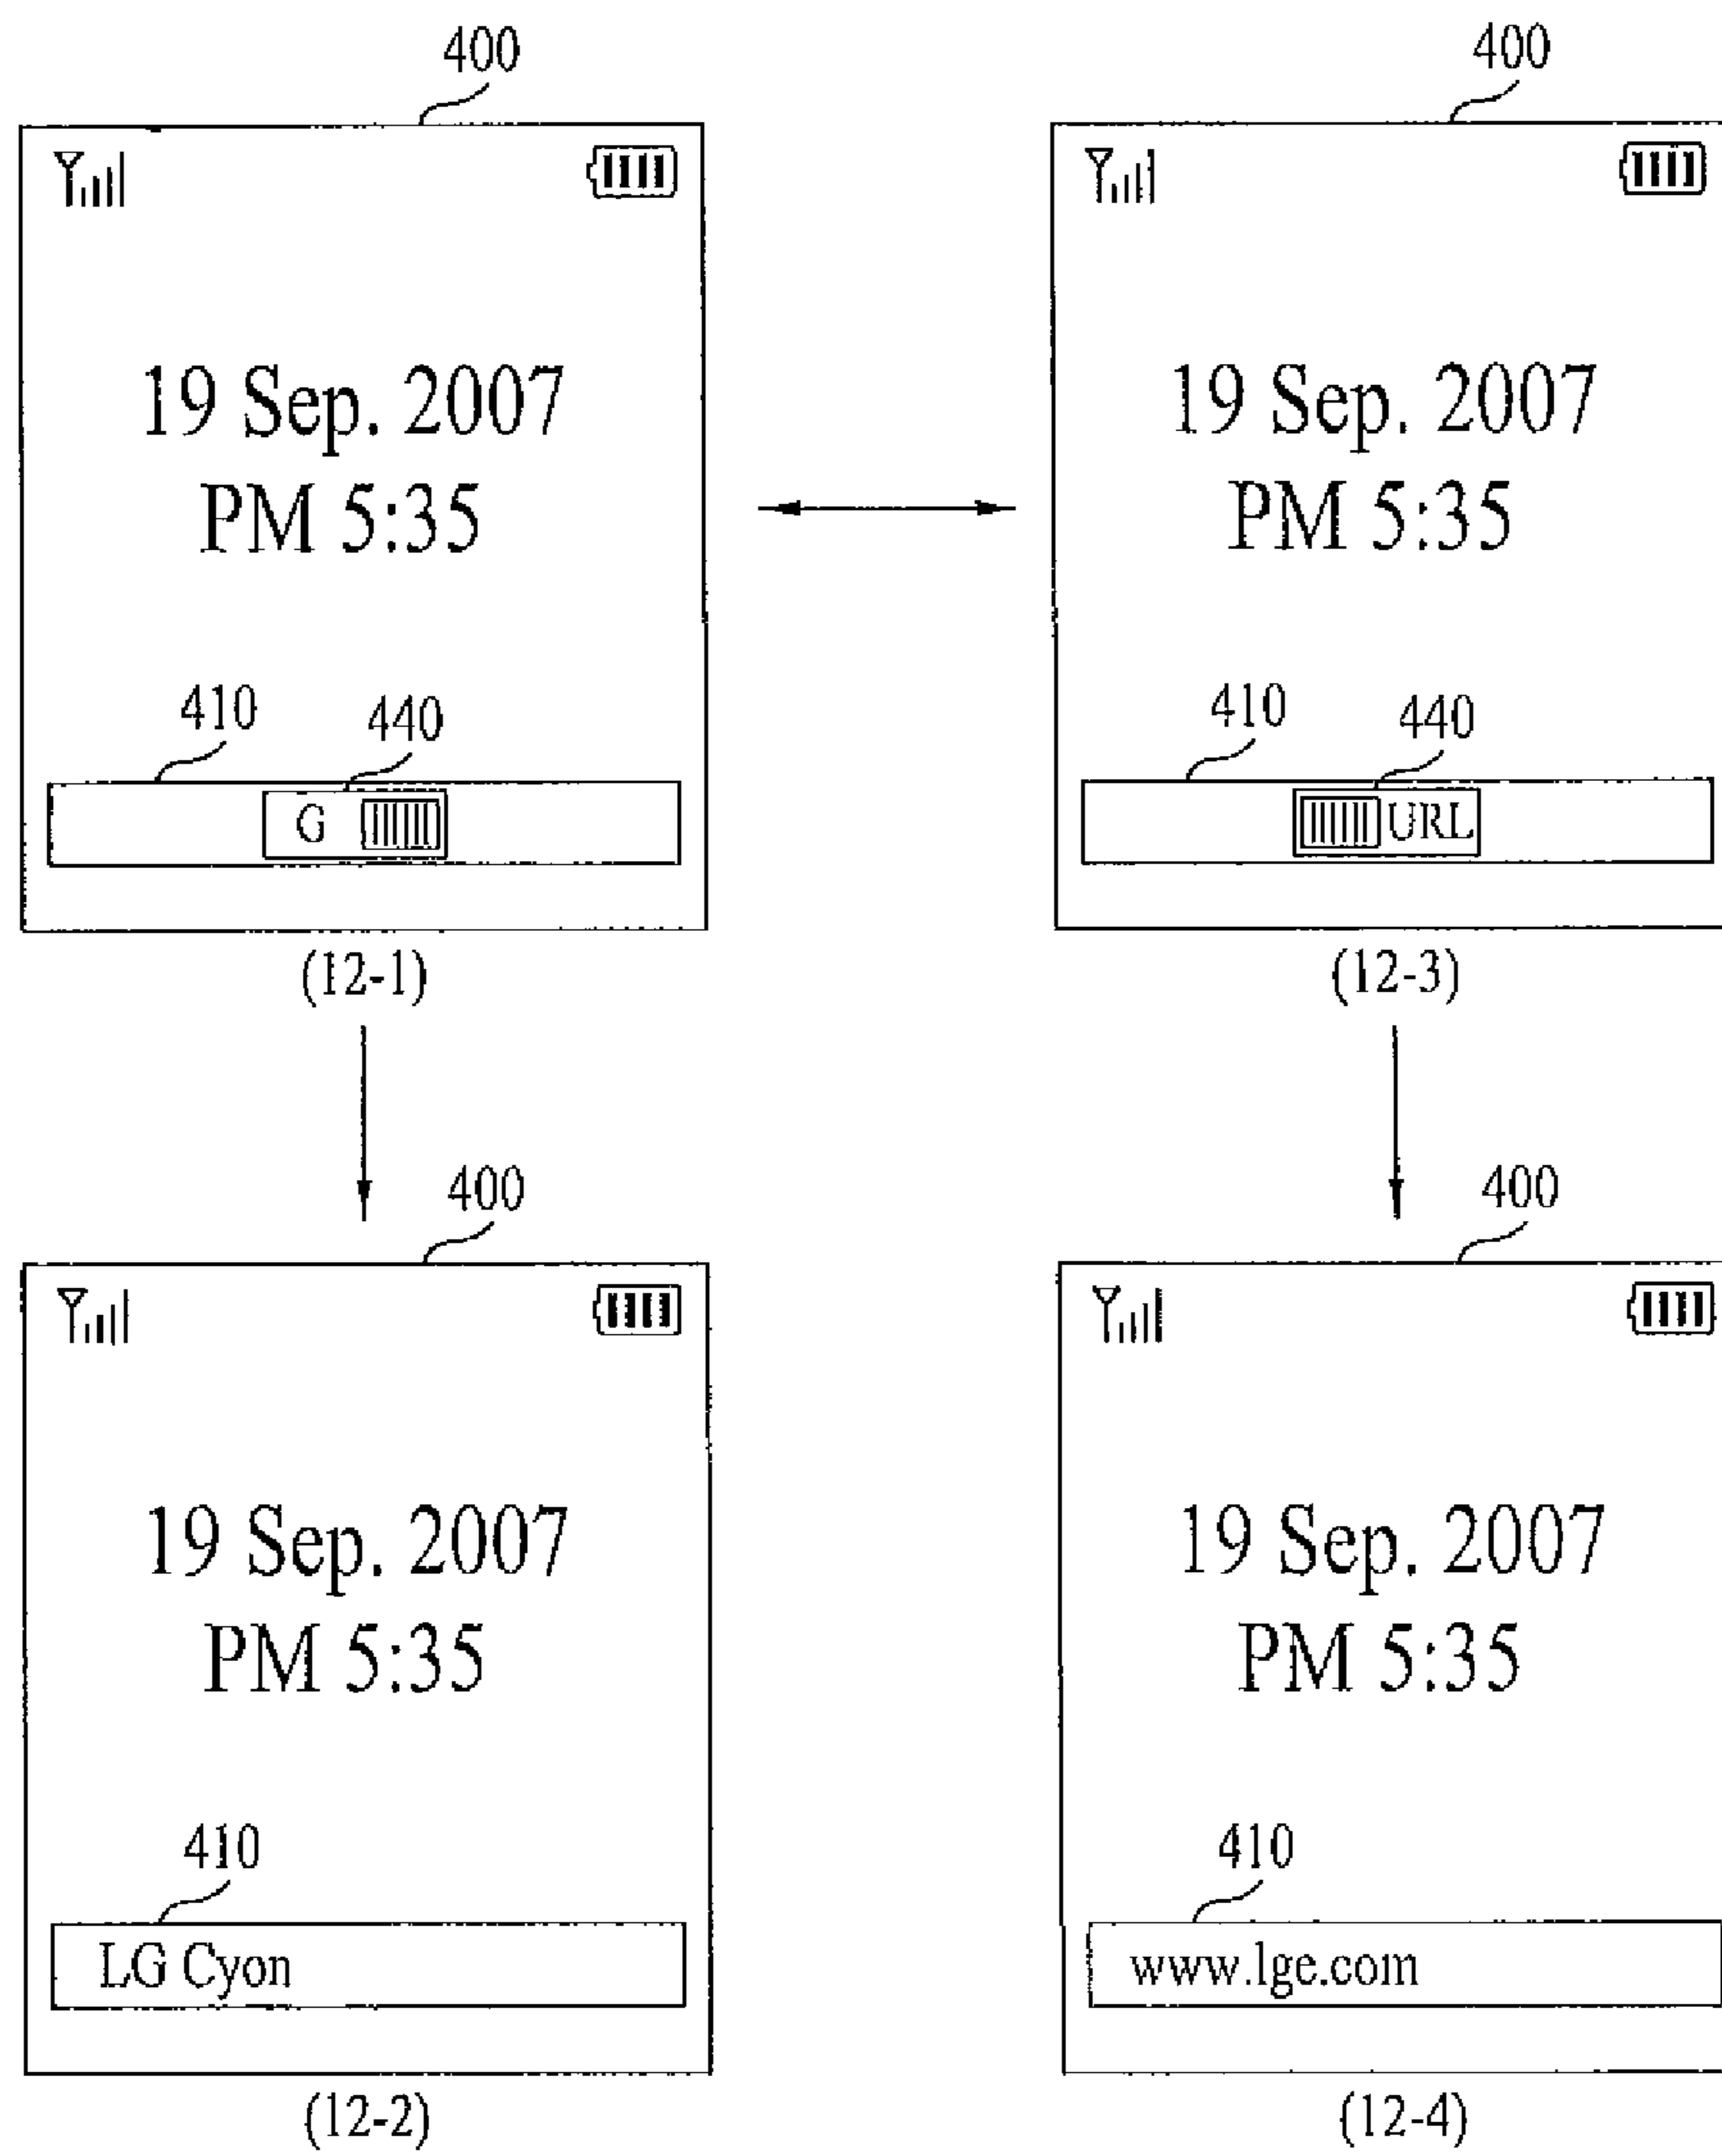 400
19 Sep. 2007
PM 5:35
410
440
G
(12-1)
400
19 Sep. 2007
PM 5:35
410
440
URL
(12-3)
400
19 Sep. 2007
PM 5:35
410
LG Cyon
(12-2)
400
19 Sep. 2007
PM 5:35
410
www.lge.com
(12-4)